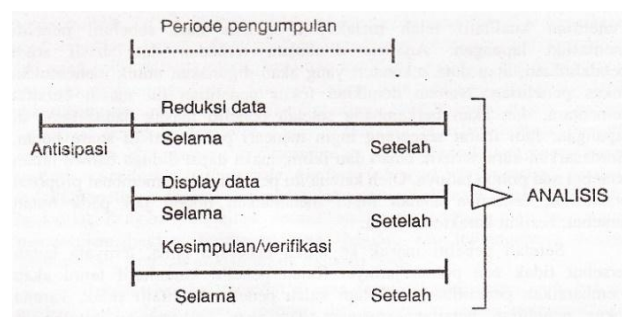 Periode pengumpulan
Reduksi data
Antisipasi Selama Setelah
Display data
Selama Setelah
ANALISIS
Kesimpulan/verifikasi
Selama Setelah